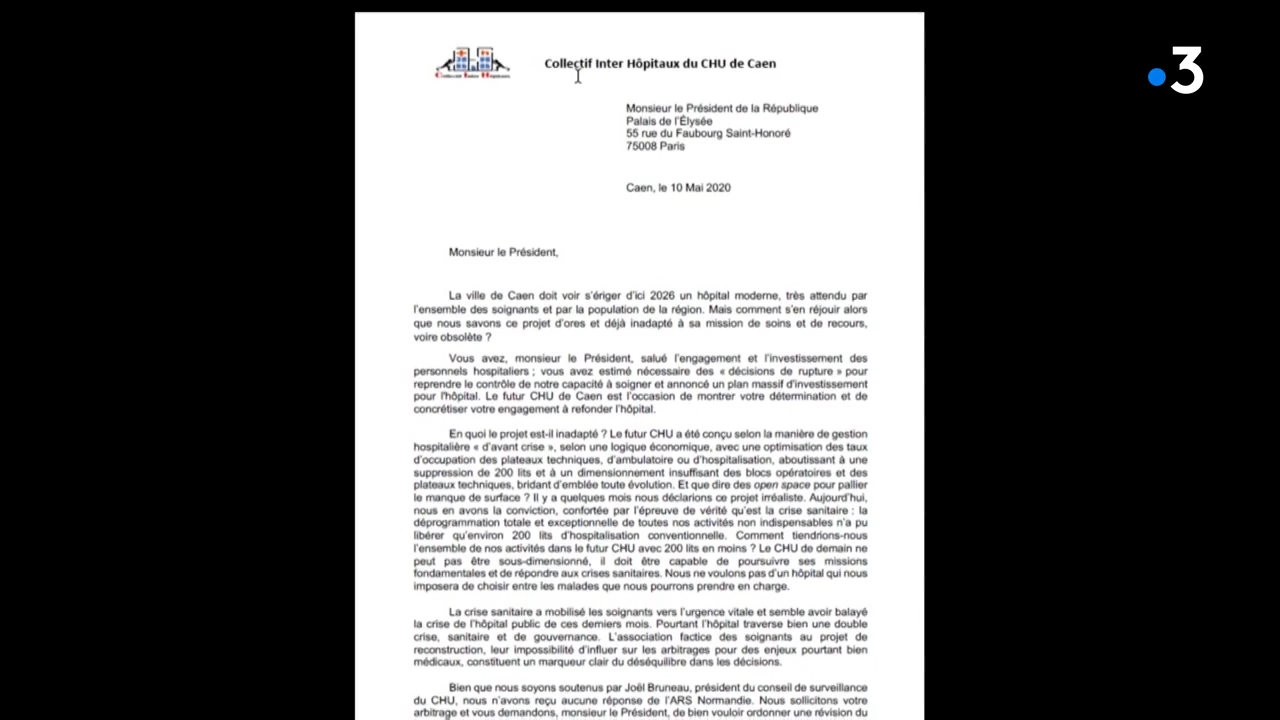 Collectif Inter Hôpitaux
Collectif Inter Hôpitaux du CHU de Caen
3
Monsieur le Président de la République
Palais de l'Élysée
55 rue du Faubourg Saint-Honoré
75008 Paris
Caen, le 10 Mai 2020
Monsieur le Président,
La ville de Caen doit voir s'ériger d'ici 2026 un hôpital moderne, très attendu par
l'ensemble des soignants et par la population de la région. Mais comment s'en réjouir alors
que nous savons ce projet d'ores et déjà inadapté à sa mission de soins et de recours,
voire obsolète ?
Vous avez, monsieur le Président, salué l'engagement et l'investissement des
personnels hospitaliers ; vous avez estimé nécessaire des « décisions de rupture » pour
reprendre le contrôle de notre capacité à soigner et annoncé un plan massif d'investissement
pour l'hôpital. Le futur CHU de Caen est l'occasion de montrer votre détermination et de
concrétiser votre engagement à refonder l'hôpital.
En quoi le projet est-il inadapté ? Le futur CHU a été conçu selon la manière de gestion
hospitalière « d'avant crise », selon une logique économique, avec une optimisation des taux
d'occupation des plateaux techniques, d'ambulatoire ou d'hospitalisation, aboutissant à une
suppression de 200 lits et à un dimensionnement insuffisant des blocs opératoires et des
plateaux techniques, bridant d'emblée toute évolution. Et que dire des open space pour pallier
le manque de surface ? Il y a quelques mois nous déclarions ce projet irréaliste. Aujourd'hui,
nous en avons la conviction, confortée par l'épreuve de vérité qu'est la crise sanitaire : la
déprogrammation totale et exceptionnelle de toutes nos activités non indispensables n'a pu
libérer qu'environ 200 lits d'hospitalisation conventionnelle. Comment tiendrions-nous
l'ensemble de nos activités dans le futur CHU avec 200 lits en moins ? Le CHU de demain ne
peut pas être sous-dimensionné, il doit être capable de poursuivre ses missions
fondamentales et de répondre aux crises sanitaires. Nous ne voulons pas d'un hôpital qui nous
imposera de choisir entre les malades que nous pourrons prendre en charge.
La crise sanitaire a mobilisé les soignants vers l'urgence vitale et semble avoir balayé
la crise de l'hôpital public de ces derniers mois. Pourtant l'hôpital traverse bien une double
crise, sanitaire et de gouvernance. L'association factice des soignants au projet de
reconstruction, leur impossibilité d'influer sur les arbitrages pour des enjeux pourtant bien
médicaux, constituent un marqueur clair du déséquilibre dans les décisions.
Bien que nous soyons soutenus par Joël Bruneau, président du conseil de surveillance
du CHU, nous n'avons reçu aucune réponse de l'ARS Normandie. Nous sollicitons votre
arbitrage et vous demandons, monsieur le Président, de bien vouloir ordonner une révision du